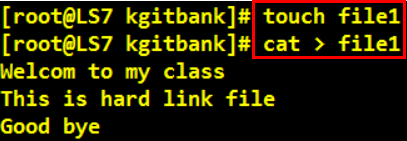 [root@LS7 kgitbank]# touch file1
[root@LS7 kgitbank]# cat > file1
Welcom to my class
This is hard link file
Good bye